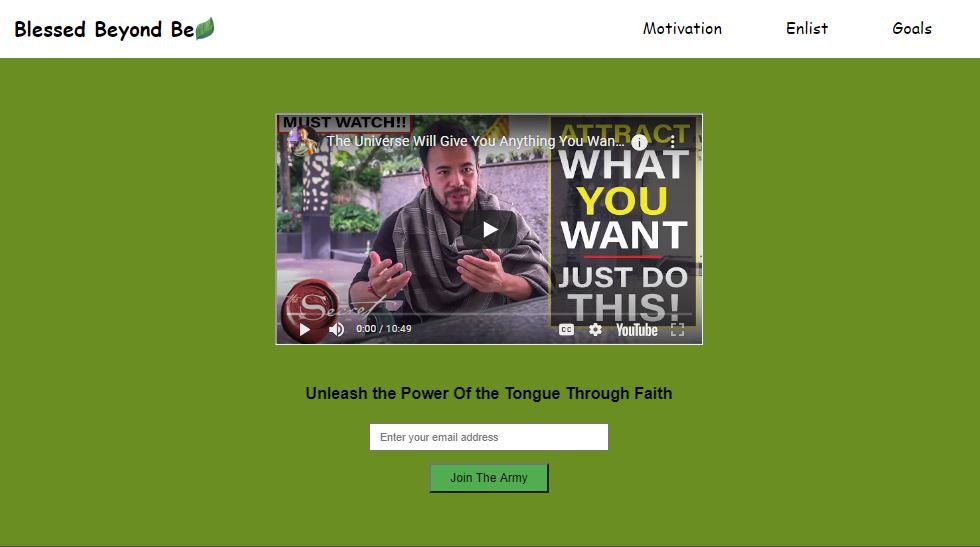 Blessed Beyond Be
Motivation
Enlist
Goals
MUST WATCH!!
The Universe Will Give You Anything You Wan...
ATTRACT
WHAT
YOU
WANT
JUST DO
THIS!
The
Secret
0:00 / 10:49
CC
YouTube
Unleash the Power Of the Tongue Through Faith
Enter your email address
Join The Army